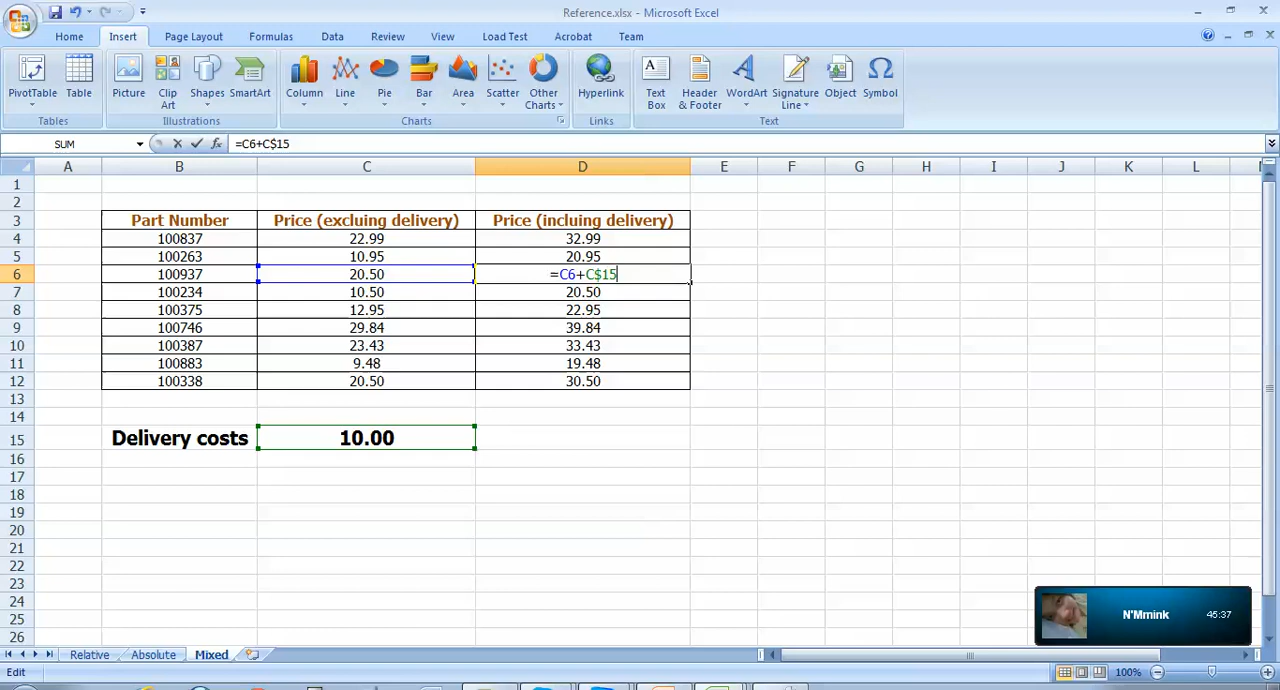 Reference.xlsx - Microsoft Excel
Home Insert Page Layout Formulas Data Review View Load Test Acrobat Team
PivotTable Table Picture Clip Art Shapes SmartArt Column Line Pie Bar Area Scatter Other Charts Hyperlink Text Box Header & Footer WordArt Signature Line Object Symbol
Tables Illustrations Charts Links Text
SUM fx =C6+C$15
A B C D E F G H I J K L
1
2
3 Part Number Price (excluing delivery) Price (incluing delivery)
4 100837 22.99 32.99
5 100263 10.95 20.95
6 100937 20.50 =C6+C$15
7 100234 10.50 20.50
8 100375 12.95 22.95
9 100746 29.84 39.84
10 100387 23.43 33.43
11 100883 9.48 19.48
12 100338 20.50 30.50
13
14
15 Delivery costs 10.00
16
17
18
19
20
21
22
23
24
25
26
N'Mmink 45:37
Relative Absolute Mixed
Edit 100%